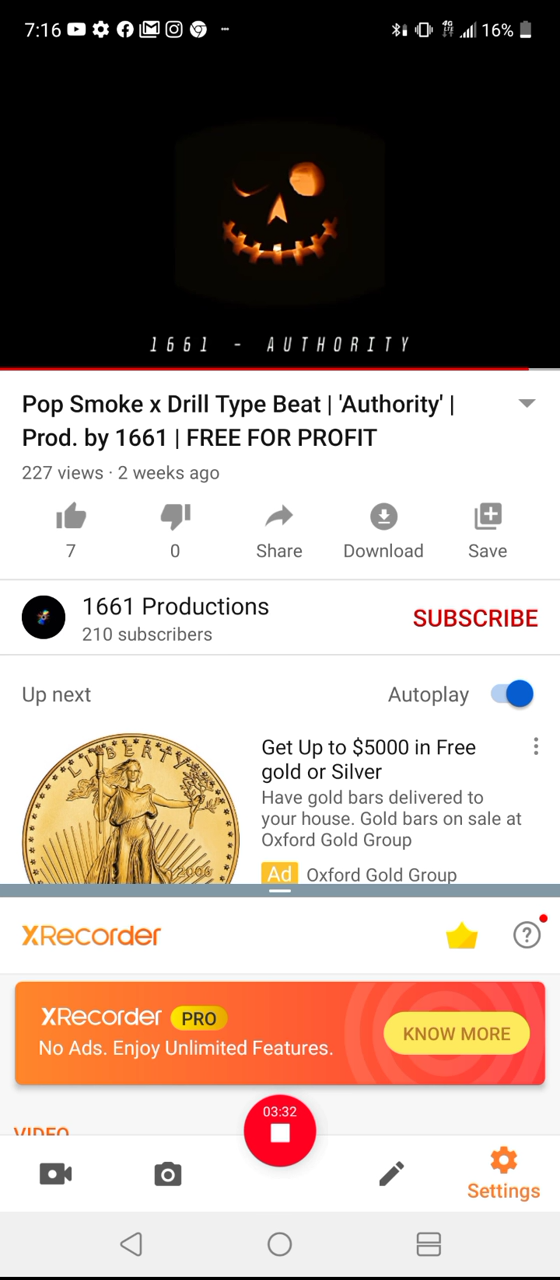 7:16
4G
LTE
16%
1661 - AUTHORITY
Pop Smoke x Drill Type Beat | 'Authority' |
Prod. by 1661 | FREE FOR PROFIT
227 views · 2 weeks ago
7
0
Share
Download
Save
1661 Productions
210 subscribers
SUBSCRIBE
Up next
Autoplay
LIBERTY
2006
Get Up to $5000 in Free
gold or Silver
Have gold bars delivered to
your house. Gold bars on sale at
Oxford Gold Group
Ad Oxford Gold Group
XRecorder
XRecorder PRO
No Ads. Enjoy Unlimited Features.
KNOW MORE
03:32
VIDEO
Settings